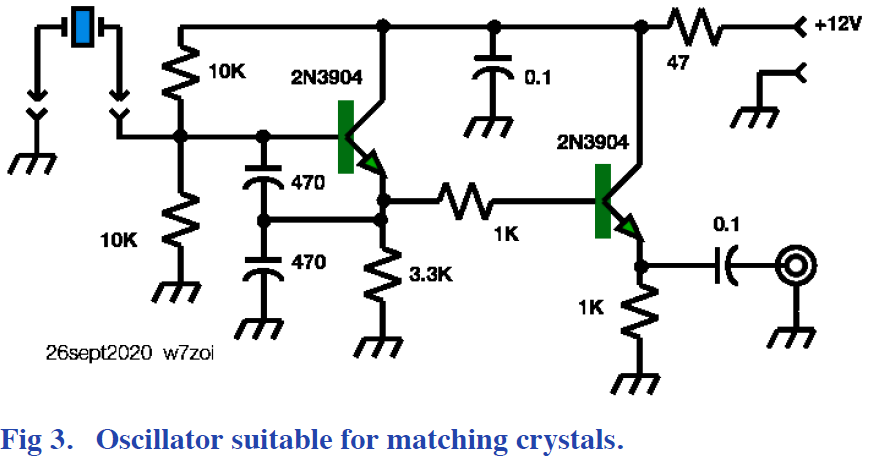 +12V
10K
2N3904
0.1
47
2N3904
470
10K
1K
0.1
470
3.3K
1K
26sept2020 w7zoi
Fig 3. Oscillator suitable for matching crystals.